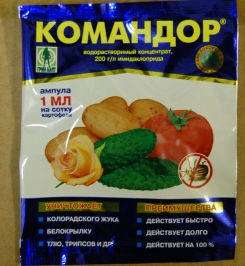 КОМАНДОР®
водорастворимый концентрат,
200 г/л имидаклоприда
ампула
1 МЛ
на сотку
картофеля
УНИЧТОЖАЕТ
ПРЕИМУЩЕСТВА
КОЛОРАДСКОГО ЖУКА
ДЕЙСТВУЕТ БЫСТРО
БЕЛОКРЫЛКУ
ДЕЙСТВУЕТ ДОЛГО
ТЛЮ, ТРИПСОВ И ДР.
ДЕЙСТВУЕТ НА 100 %